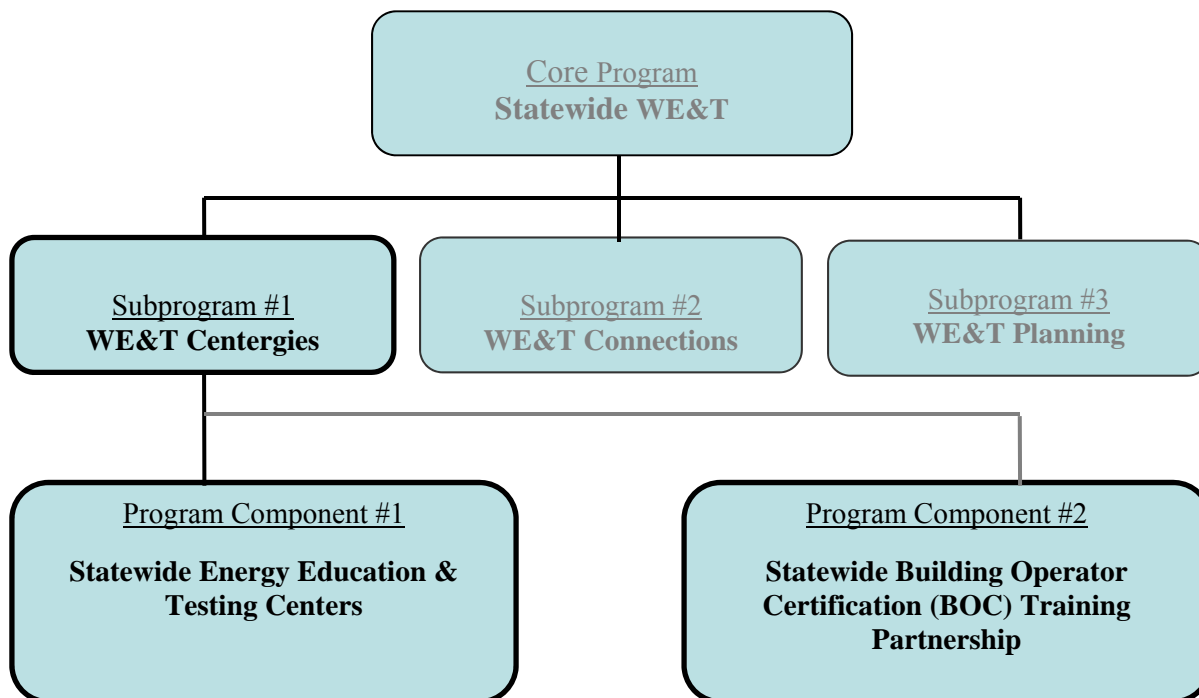 Core Program
Statewide WE&T
Subprogram #1
WE&T Centergies
Subprogram #2
WE&T Connections
Subprogram #3
WE&T Planning
Program Component #1
Statewide Energy Education &
Testing Centers
Program Component #2
Statewide Building Operator
Certification (BOC) Training
Partnership